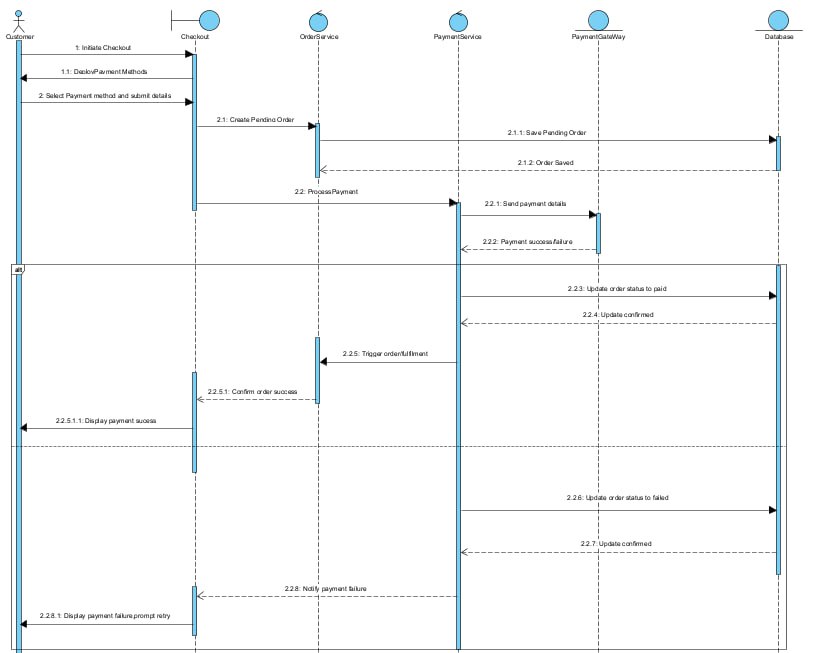 Customer
Checkout
OrderService
PaymentService
PaymentGateWay
Database
1: Initiate Checkout
1.1: DeplovPavment Methods
2: Select Payment method and submit details
2.1: Create Pending Order
2.1.1: Save Pending Order
2.1.2: Order Saved
2.2: ProcessPayment
2.2.1: Send payment details
2.2.2: Payment success/failure
alt
2.2.3: Update order status to paid
2.2.4: Update confirmed
2.2.5: Trigger order/fulfilment
2.2.5.1: Confirm order success
2.2.5.1.1: Display payment sucess
2.2.6: Update order status to failed
2.2.7: Update confirmed
2.2.8: Notify payment failure
2.2.8.1: Display payment failure,prompt retry